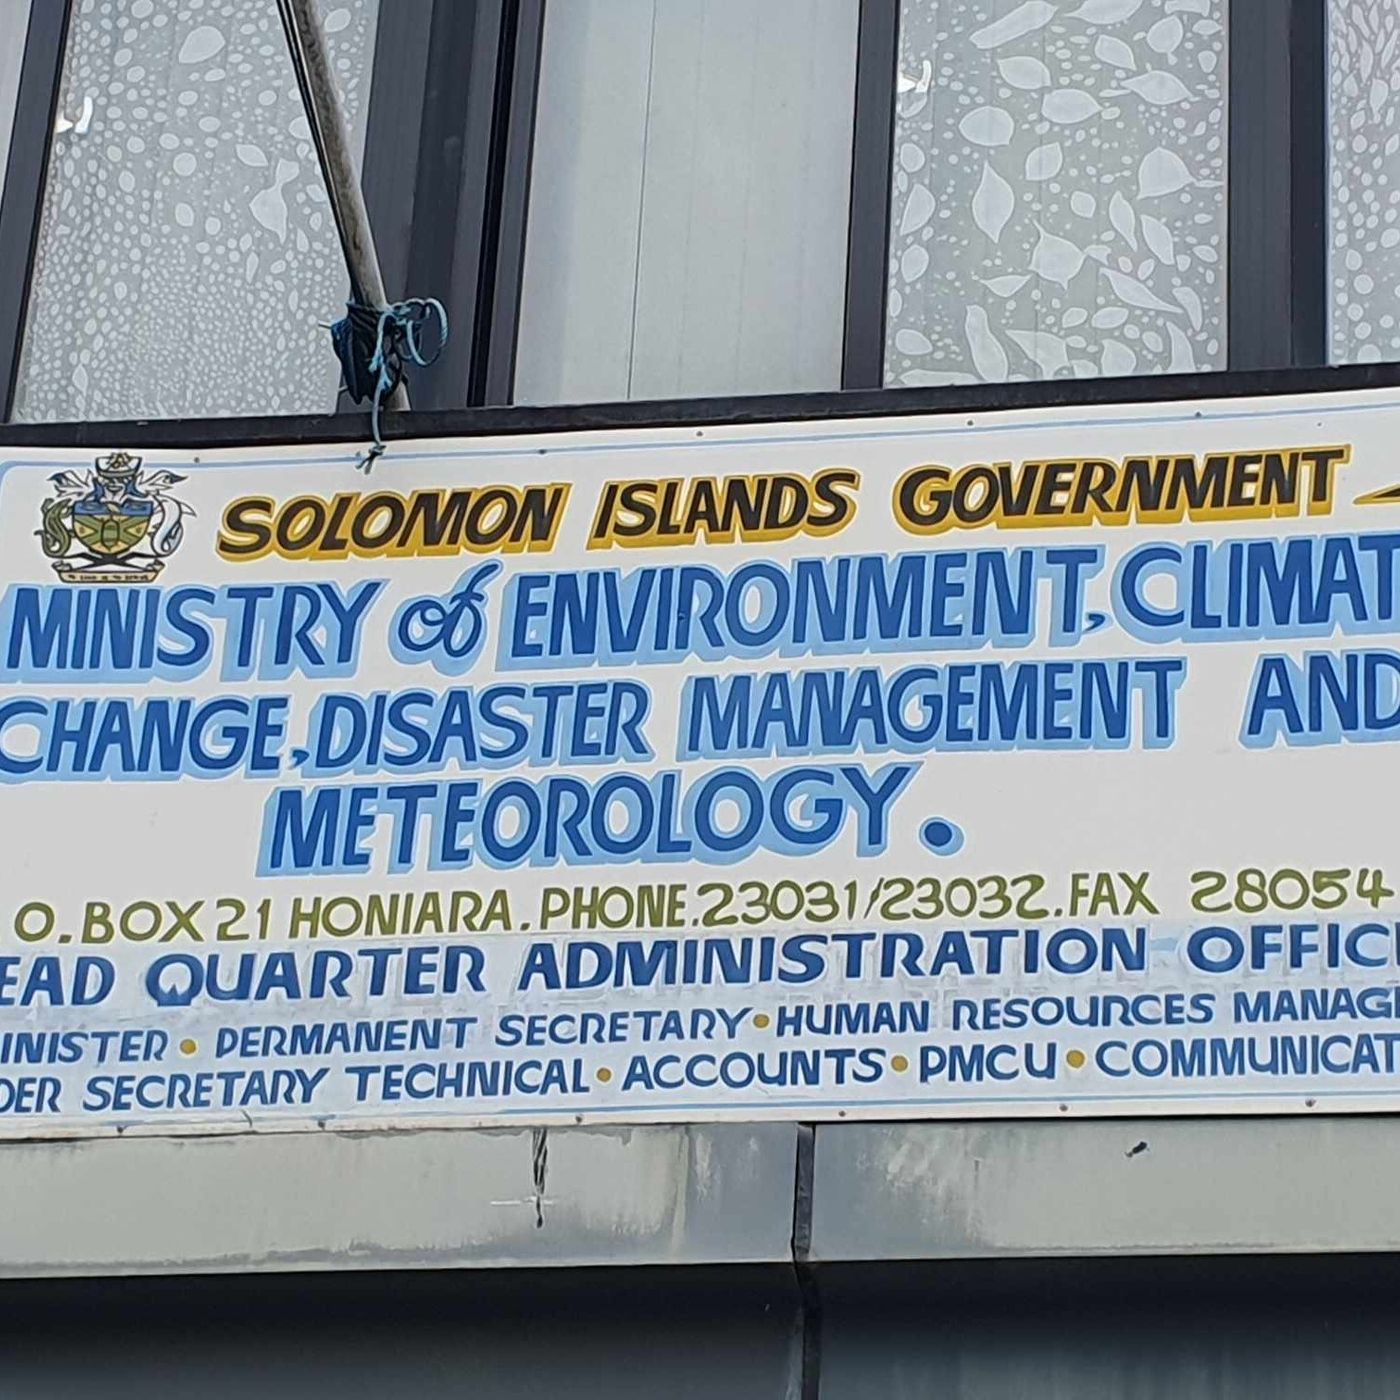 SOLOMON ISLANDS GOVERNMENT
MINISTRY of ENVIRONMENT, CLIMAT
CHANGE, DISASTER MANAGEMENT AND
METEOROLOGY.
O. BOX 21 HONIARA. PHONE. 23031/23032. FAX 28054
EAD QUARTER ADMINISTRATION OFFIC
INISTER • PERMANENT SECRETARY • HUMAN RESOURCES MANAG
DER SECRETARY TECHNICAL • ACCOUNTS • PMCU • COMMUNICAT